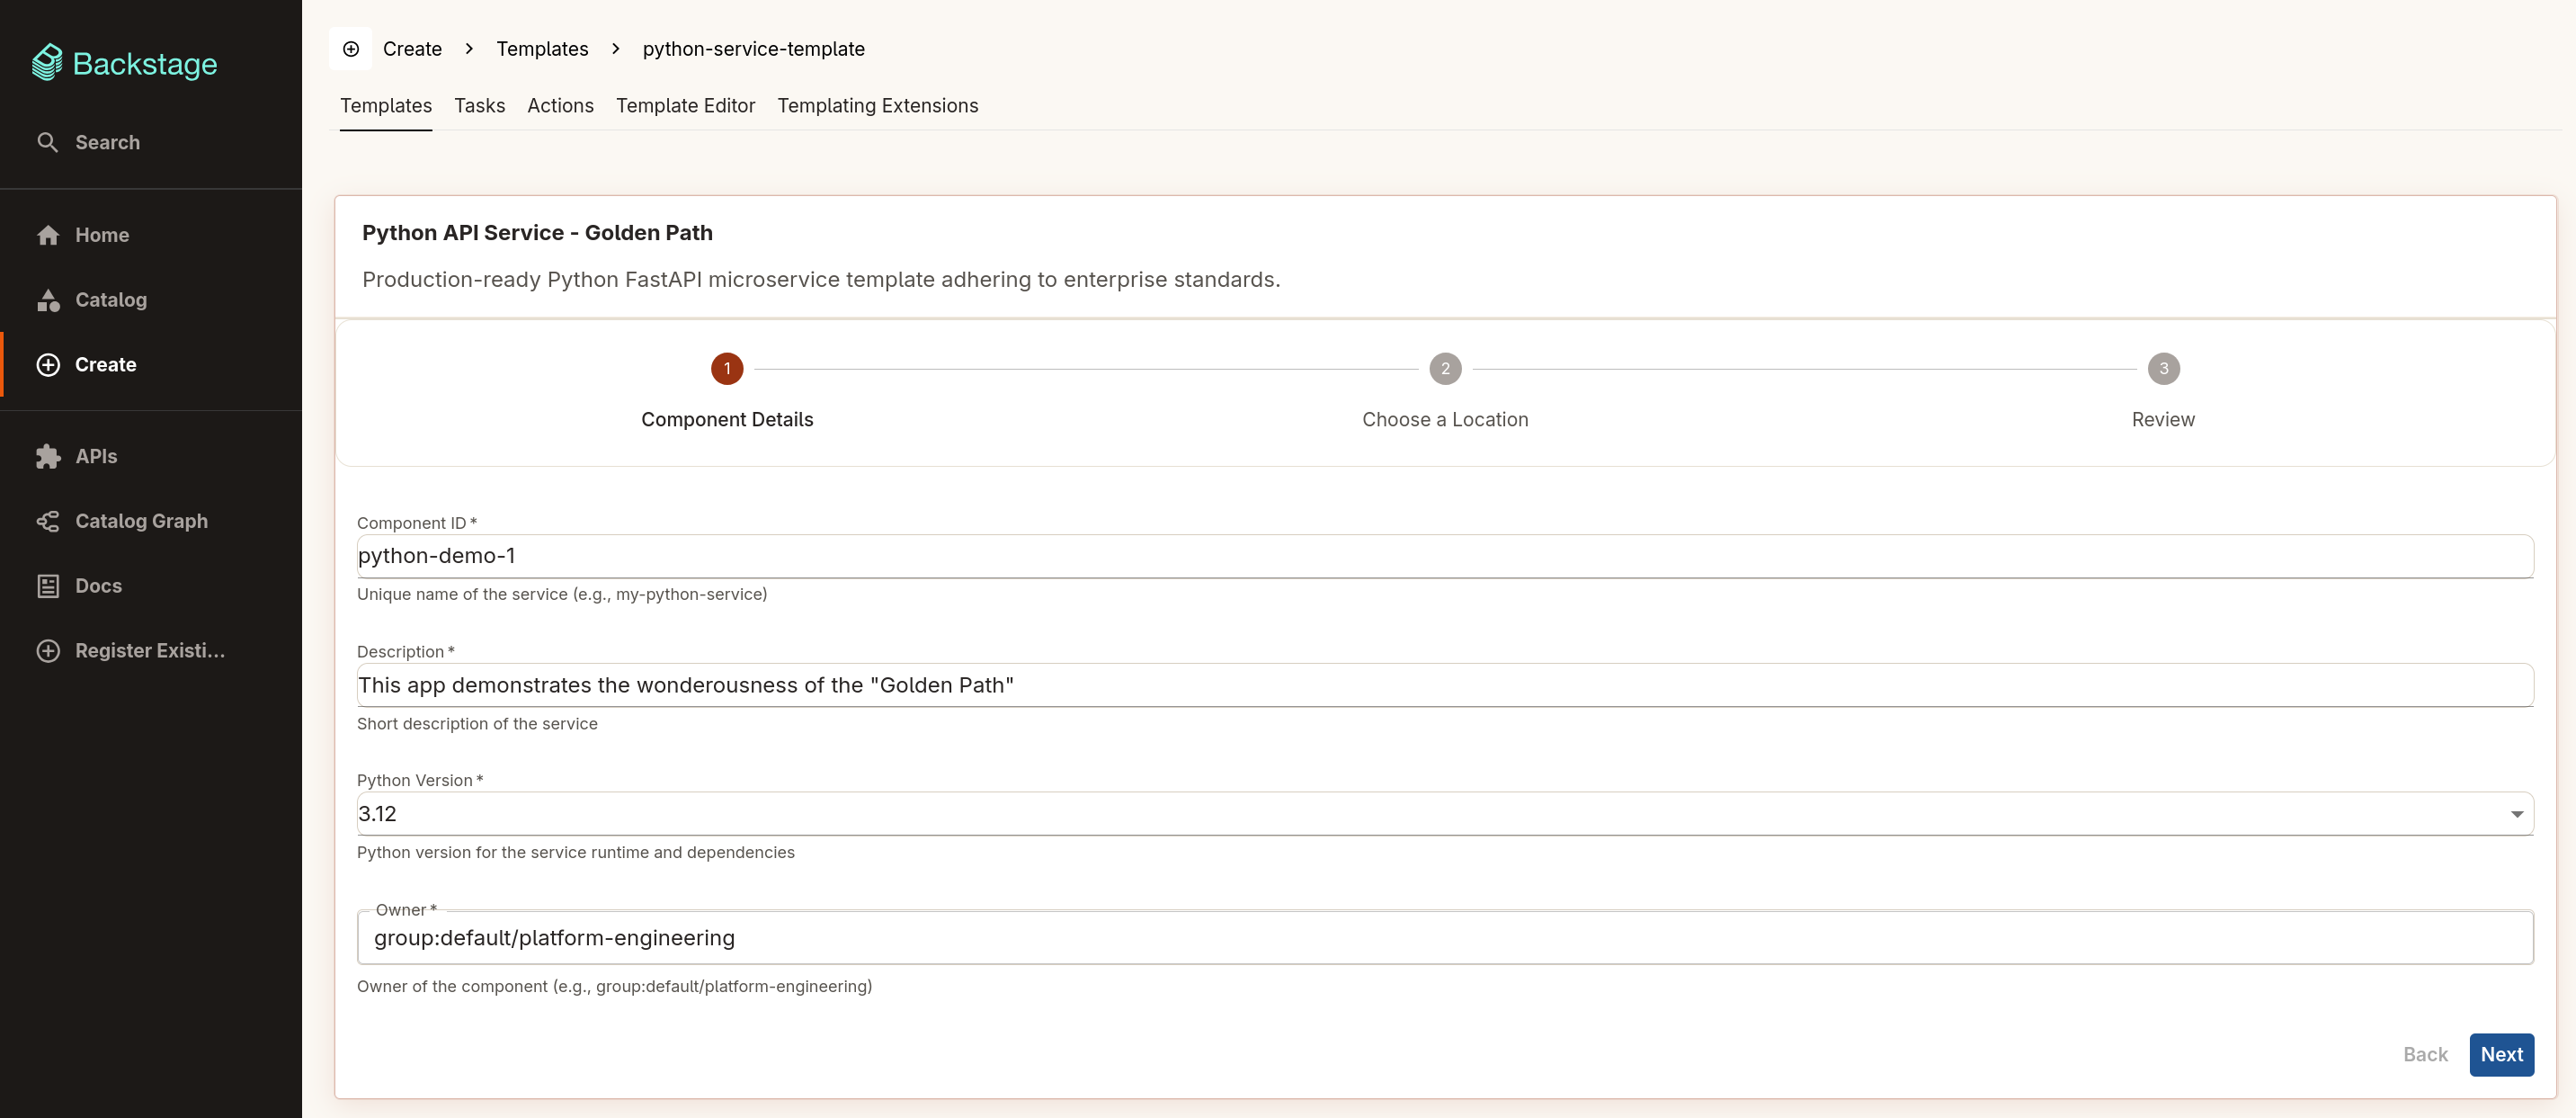 Backstage
Search
Home
Catalog
Create
APIs
Catalog Graph
Docs
Register Existi...
Create > Templates > python-service-template
Templates Tasks Actions Template Editor Templating Extensions
Python API Service - Golden Path
Production-ready Python FastAPI microservice template adhering to enterprise standards.
1 2 3
Component Details Choose a Location Review
Component ID *
python-demo-1
Unique name of the service (e.g., my-python-service)
Description *
This app demonstrates the wonderousness of the "Golden Path"
Short description of the service
Python Version *
3.12
Python version for the service runtime and dependencies
Owner *
group:default/platform-engineering
Owner of the component (e.g., group:default/platform-engineering)
Back Next